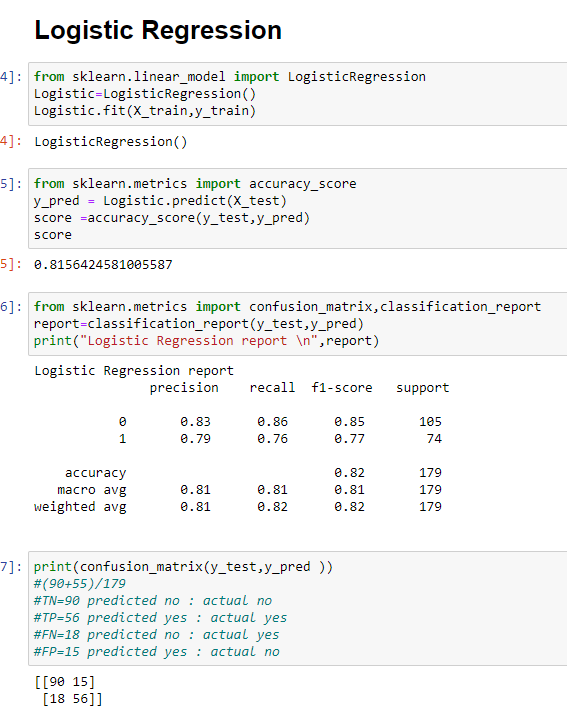 Logistic Regression
4]: from sklearn.linear_model import LogisticRegression
Logistic=LogisticRegression()
Logistic.fit(X_train,y_train)
4]: LogisticRegression()
5]: from sklearn.metrics import accuracy_score
y_pred = Logistic.predict(X_test)
score =accuracy_score(y_test,y_pred)
score
5]: 0.8156424581005587
6]: from sklearn.metrics import confusion_matrix,classification_report
report=classification_report(y_test,y_pred)
print("Logistic Regression report \n",report)
Logistic Regression report
precision recall f1-score support
0 0.83 0.86 0.85 105
1 0.79 0.76 0.77 74
accuracy 0.82 179
macro avg 0.81 0.81 0.81 179
weighted avg 0.81 0.82 0.82 179
7]: print(confusion_matrix(y_test,y_pred ))
#(90+55)/179
#TN=90 predicted no : actual no
#TP=56 predicted yes : actual yes
#FN=18 predicted no : actual yes
#FP=15 predicted yes : actual no
[[90 15]
[18 56]]